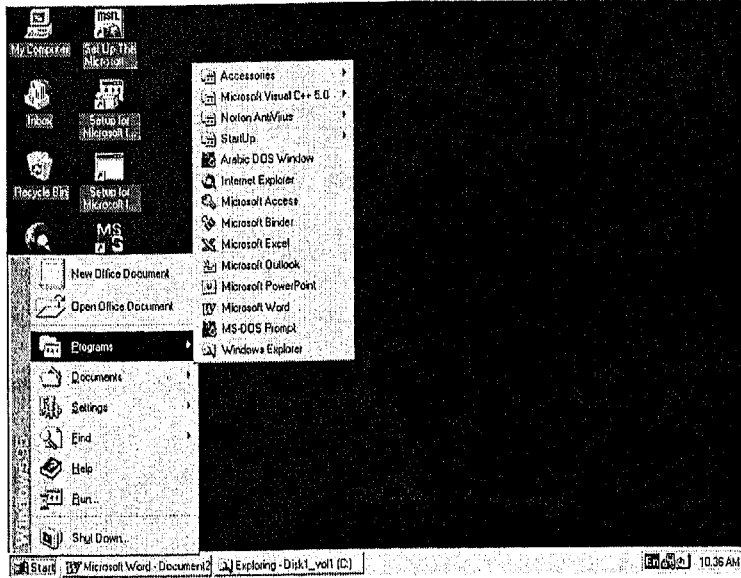 My Computer
Set Up The
Microsoft...
Inbox
Setup for
Microsoft I...
Recycle Bin
Setup for
Microsoft I...
MS
Accessories
Microsoft Visual C++ 5.0
Norton AntiVirus
StartUp
Arabic DOS Window
Internet Explorer
Microsoft Access
Microsoft Binder
Microsoft Excel
Microsoft Outlook
Microsoft PowerPoint
Microsoft Word
MS-DOS Prompt
Windows Explorer
New Office Document
Open Office Document
Programs
Documents
Settings
Find
Help
Run...
Shut Down...
Start
Microsoft Word - Document2
Exploring - Disk1_vol1 (C:)
En
10:36 AM